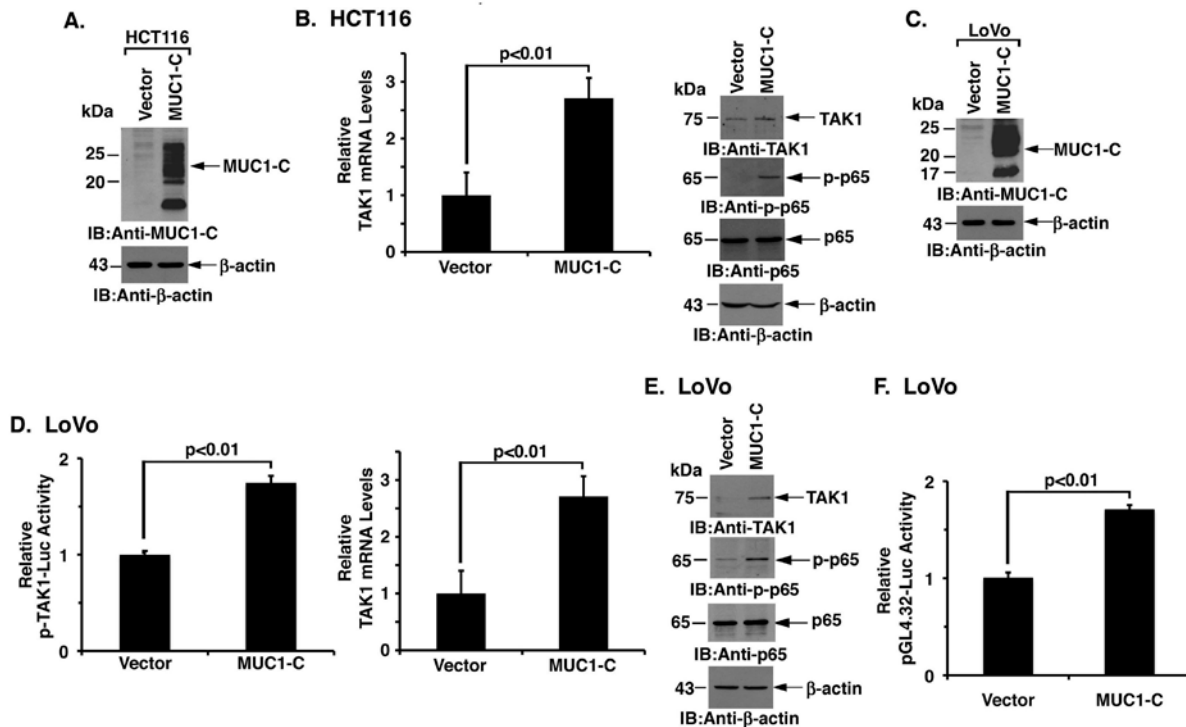 A.
HCT116
Vector
MUC1-C
kDa
25
20
MUC1-C
IB:Anti-MUC1-C
43
β-actin
IB:Anti-β-actin
B. HCT116
Relative
TAK1 mRNA Levels
3
2
1
0
p<0.01
Vector
MUC1-C
Vector
MUC1-C
75
TAK1
IB:Anti-TAK1
65
p-p65
IB:Anti-p-p65
65
p65
IB:Anti-p65
43
β-actin
IB:Anti-β-actin
C.
LoVo
Vector
MUC1-C
kDa
25
20
17
MUC1-C
IB:Anti-MUC1-C
43
β-actin
IB:Anti-β-actin
D. LoVo
Relative
p-TAK1-Luc Activity
2
1
0
p<0.01
Vector
MUC1-C
Relative
TAK1 mRNA Levels
3
2
1
0
p<0.01
Vector
MUC1-C
E. LoVo
Vector
MUC1-C
kDa
75
TAK1
IB:Anti-TAK1
65
p-p65
IB:Anti-p-p65
65
p65
IB:Anti-p65
43
β-actin
IB:Anti-β-actin
F. LoVo
Relative
pGL4.32-Luc Activity
2
1
0
p<0.01
Vector
MUC1-C